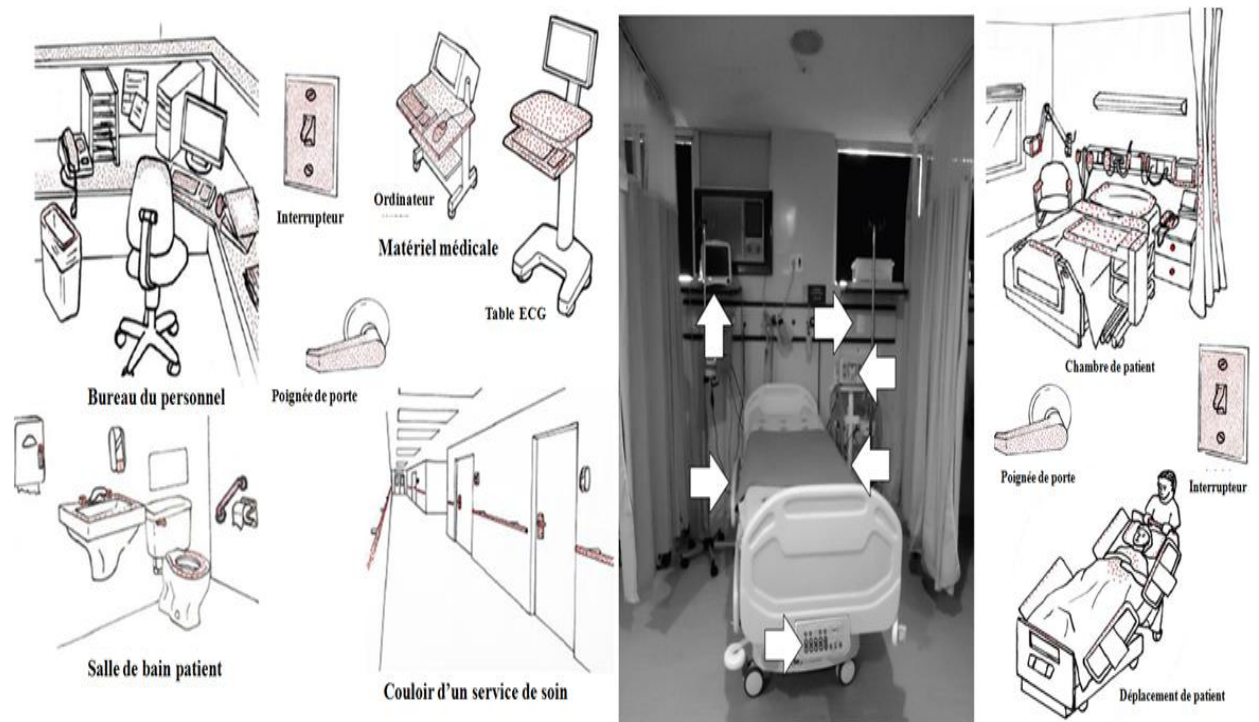 Interrupteur
Ordinateur
Matériel médicale
Table ECG
Bureau du personnel
Poignée de porte
Salle de bain patient
Couloir d'un service de soin
Chambre de patient
Poignée de porte
Interrupteur
Déplacement de patient